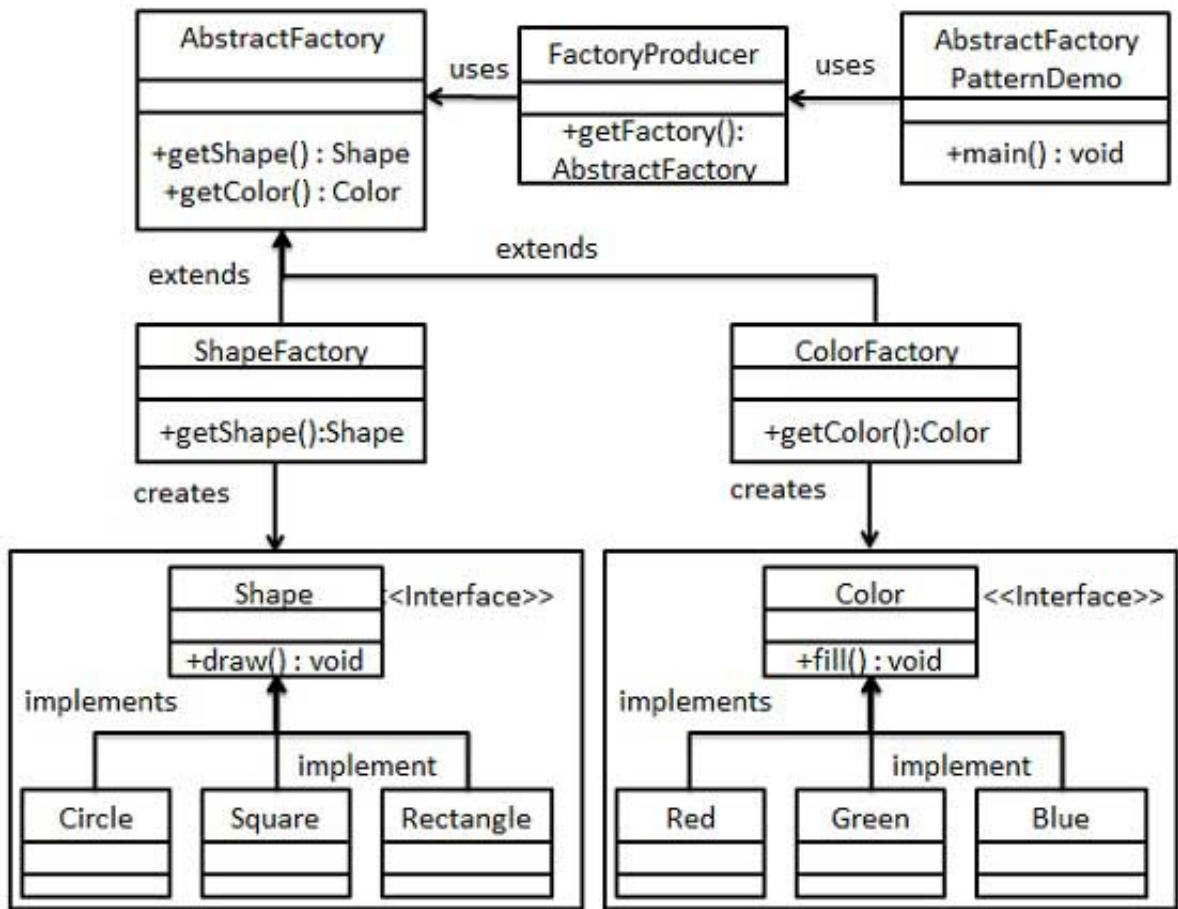 AbstractFactory
+getShape() : Shape
+getColor() : Color
uses
FactoryProducer
+getFactory():
AbstractFactory
uses
AbstractFactory
PatternDemo
+main() : void
extends
extends
ShapeFactory
+getShape():Shape
ColorFactory
+getColor():Color
creates
creates
Shape
<<Interface>>
+draw() : void
implements
implement
Circle
Square
Rectangle
Color
<<Interface>>
+fill() : void
implements
implement
Red
Green
Blue